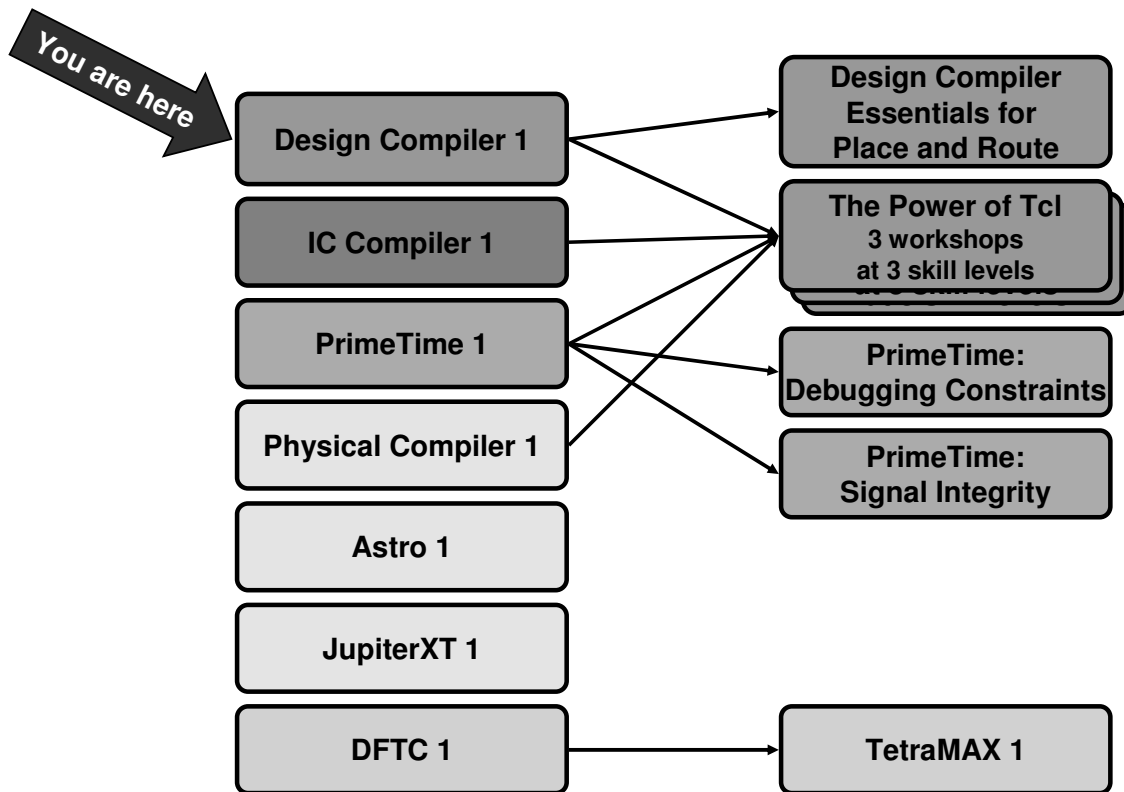 You are here
Design Compiler 1
IC Compiler 1
PrimeTime 1
Physical Compiler 1
Astro 1
JupiterXT 1
DFTC 1
Design Compiler
Essentials for
Place and Route
The Power of Tcl
3 workshops
at 3 skill levels
PrimeTime:
Debugging Constraints
PrimeTime:
Signal Integrity
TetraMAX 1